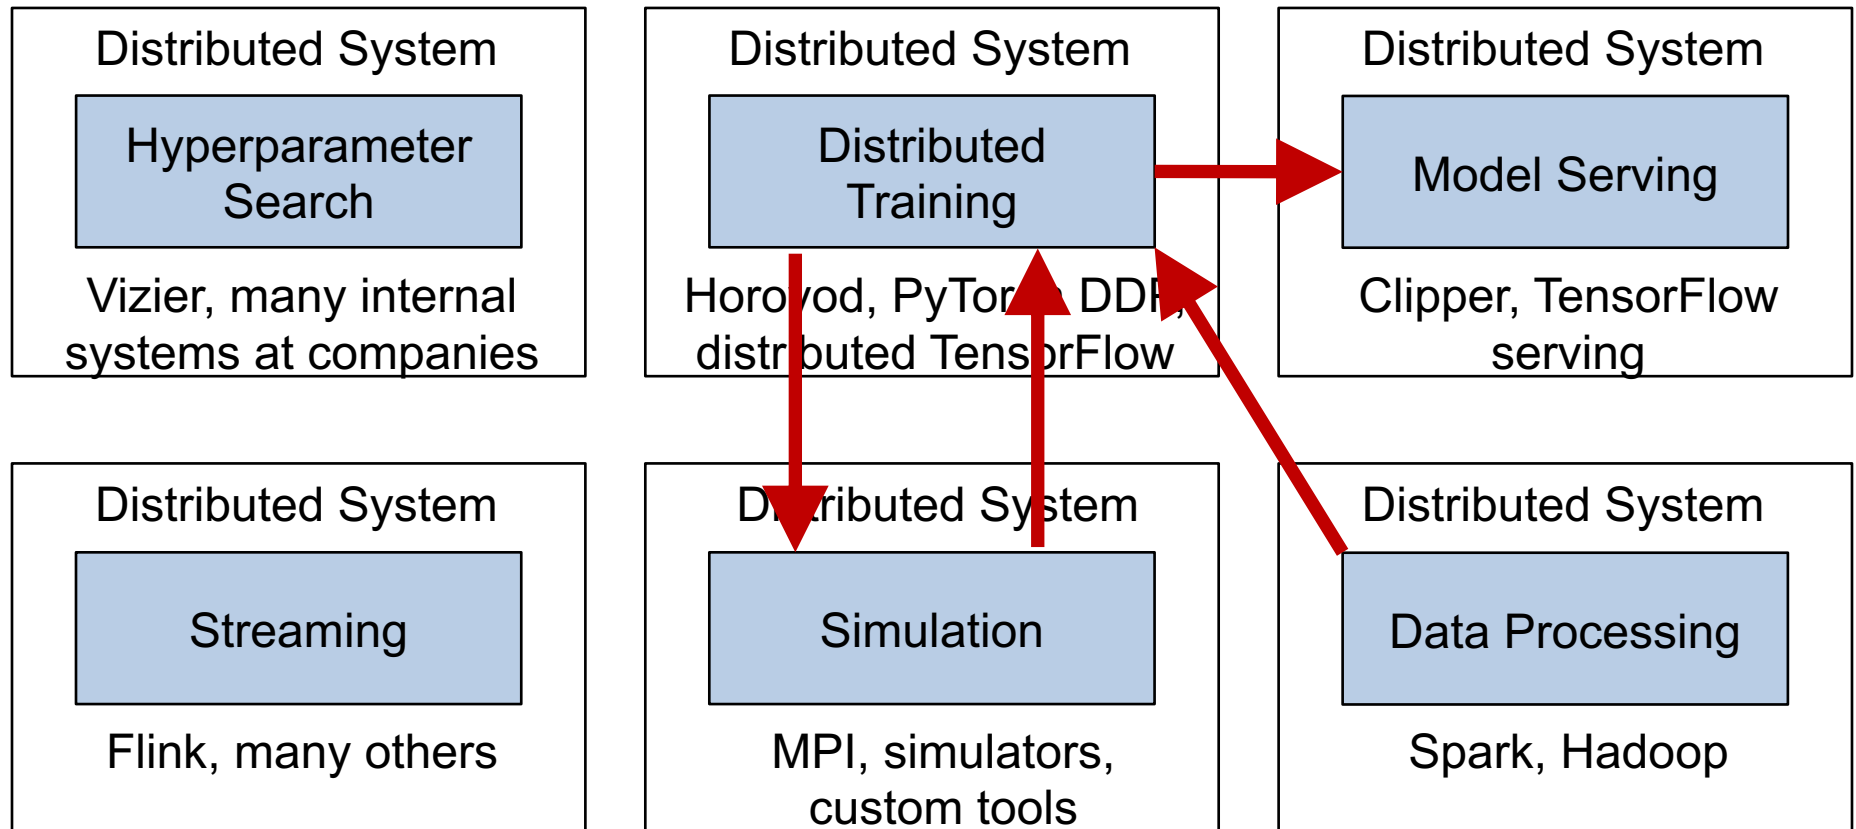 Distributed System
Hyperparameter
Search
Vizier, many internal
systems at companies
Distributed System
Distributed
Training
Horovod, PyTorch DDP,
distributed TensorFlow
Distributed System
Model Serving
Clipper, TensorFlow
serving
Distributed System
Streaming
Flink, many others
Distributed System
Simulation
MPI, simulators,
custom tools
Distributed System
Data Processing
Spark, Hadoop